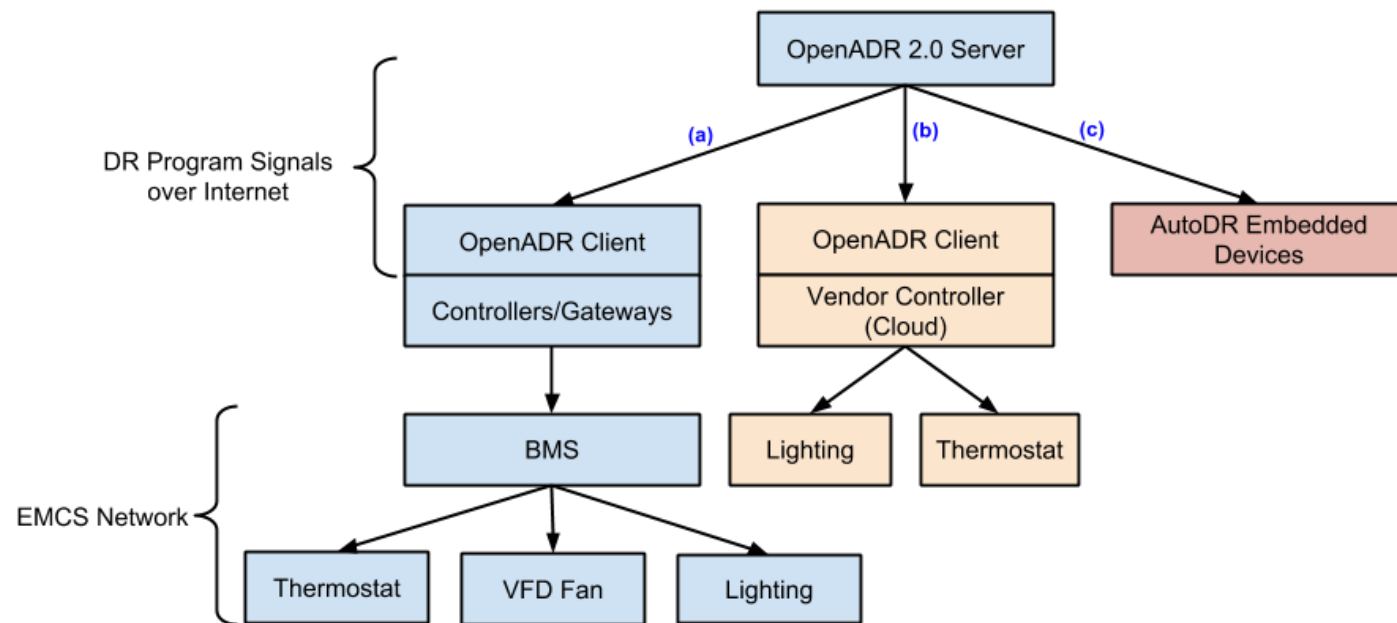 OpenADR 2.0 Server
(a)
(b)
(c)
DR Program Signals
over Internet
OpenADR Client
Controllers/Gateways
OpenADR Client
Vendor Controller
(Cloud)
AutoDR Embedded
Devices
BMS
Lighting
Thermostat
EMCS Network
Thermostat
VFD Fan
Lighting